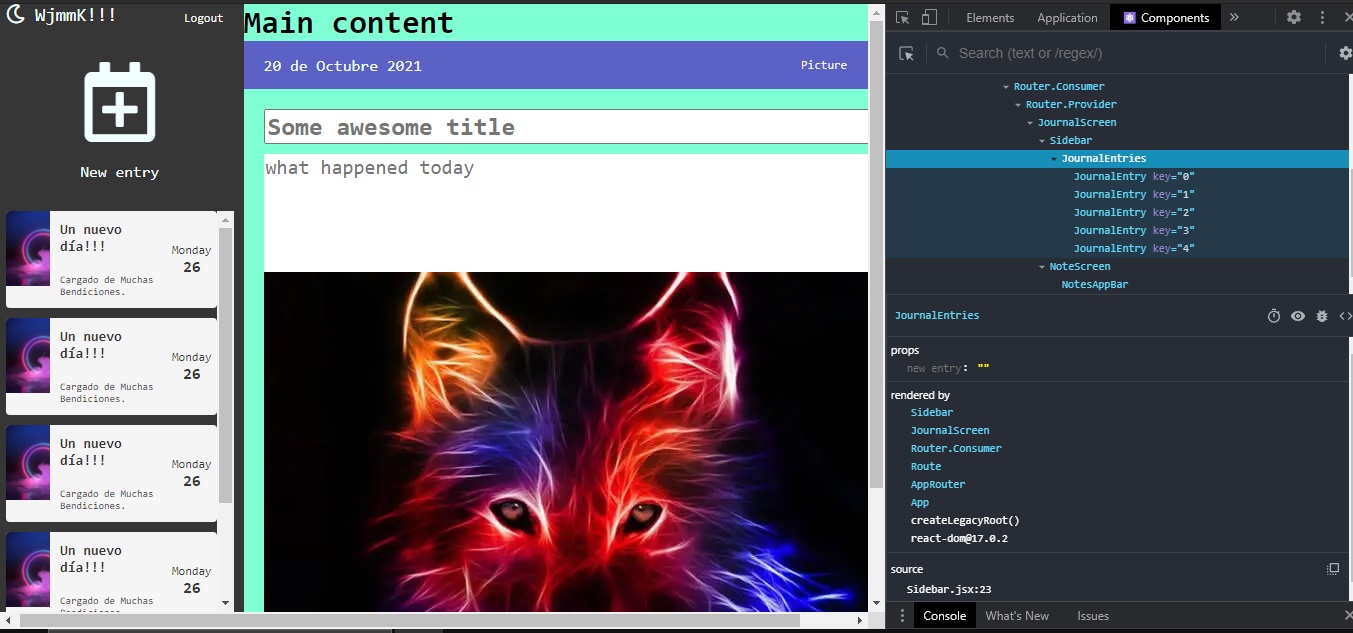 WjmmK!!!
Logout
New entry
Un nuevo
día!!!
Monday
26
Cargado de Muchas
Bendiciones.
Un nuevo
día!!!
Monday
26
Cargado de Muchas
Bendiciones.
Un nuevo
día!!!
Monday
26
Cargado de Muchas
Bendiciones.
Un nuevo
día!!!
Monday
26
Cargado de Muchas
Main content
20 de Octubre 2021
Picture
Some awesome title
what happened today
Elements
Application
Components
Search (text or /regex/)
Router.Consumer
Router.Provider
JournalScreen
Sidebar
JournalEntries
JournalEntry key="0"
JournalEntry key="1"
JournalEntry key="2"
JournalEntry key="3"
JournalEntry key="4"
NoteScreen
NotesAppBar
JournalEntries
props
new entry: ""
rendered by
Sidebar
JournalScreen
Router.Consumer
Route
AppRouter
App
createLegacyRoot()
react-dom@17.0.2
source
Sidebar.jsx:23
Console
What's New
Issues